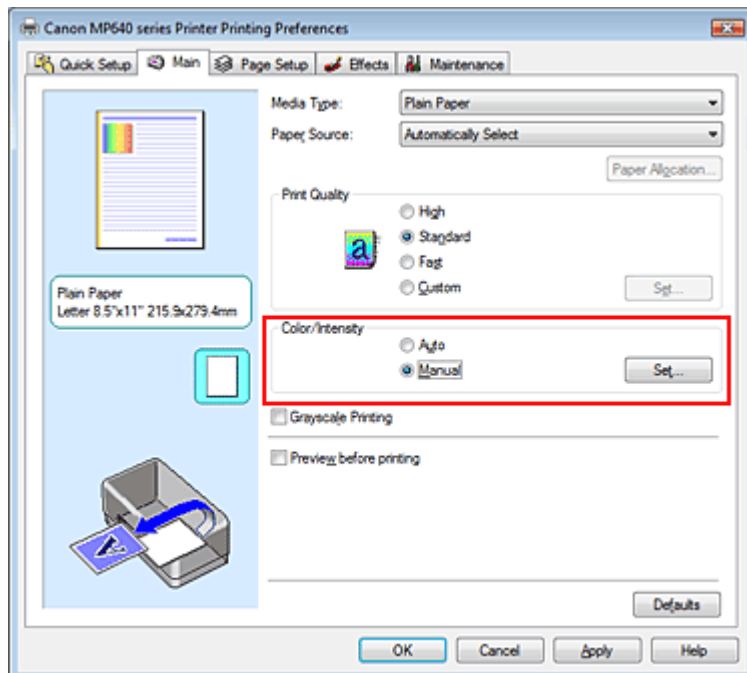 Canon MP640 series Printer Printing Preferences
Quick Setup Main Page Setup Effects Maintenance
Media Type: Plain Paper
Paper Source: Automatically Select
Paper Allocation...
Print Quality
High
a Standard
Fast
Custom Set...
Plain Paper
Letter 8.5"x11" 215.9x279.4mm
Color/Intensity
Auto
Manual Set...
Grayscale Printing
Preview before printing
Defaults
OK Cancel Apply Help